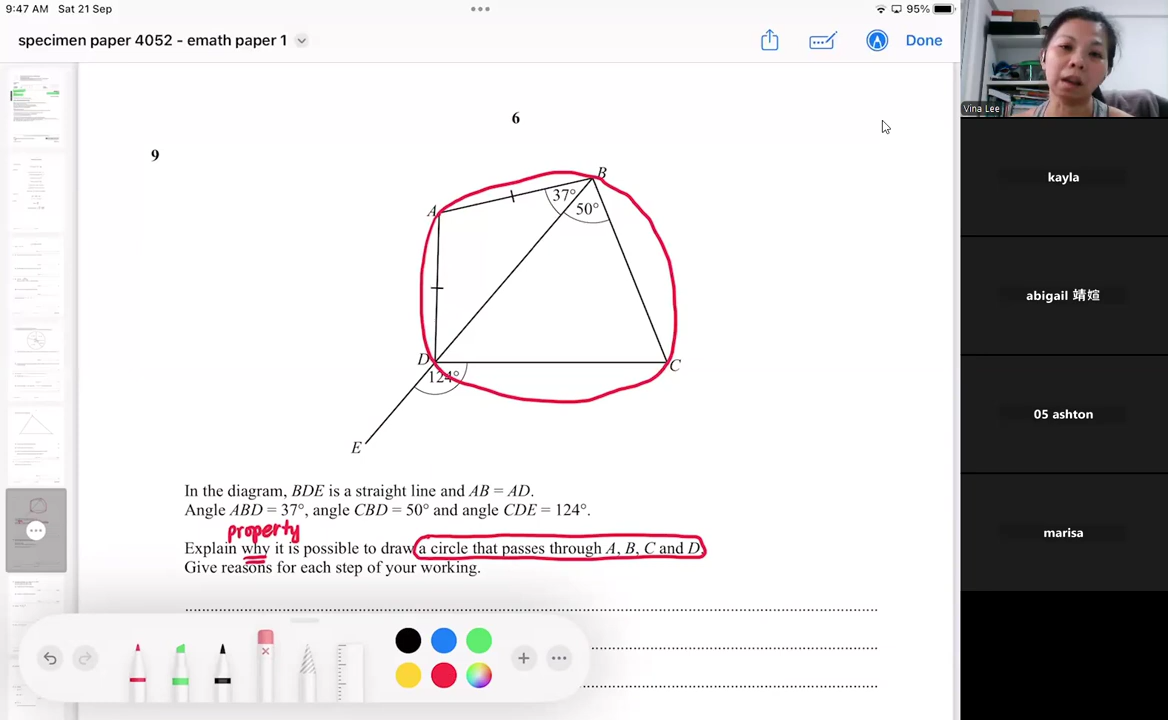 9:47 AM Sat 21 Sep
95%
specimen paper 4052 - emath paper 1
Done
Vina Lee
kayla
abigail 靖媗
05 ashton
marisa
6
9
B
37°
50°
A
D
C
124°
E
In the diagram, BDE is a straight line and AB = AD.
Angle ABD = 37°, angle CBD = 50° and angle CDE = 124°.
property
Explain why it is possible to draw a circle that passes through A, B, C and D.
Give reasons for each step of your working.